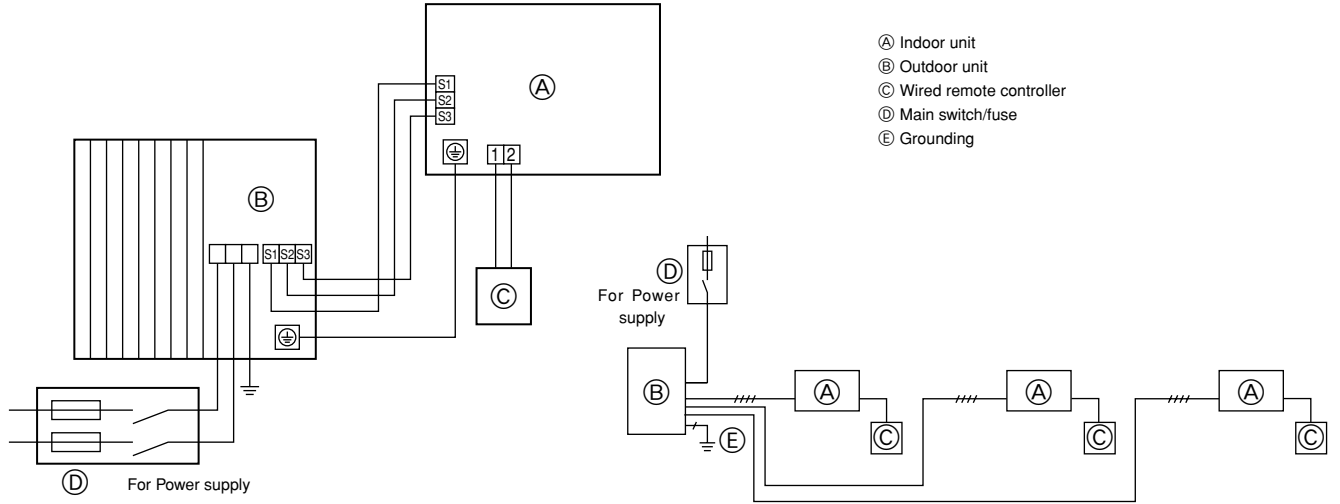 S1
S2
S3
Ⓐ
1 2
Ⓑ
S1 S2 S3
Ⓒ
Ⓓ
For Power supply
Ⓐ Indoor unit
Ⓑ Outdoor unit
Ⓒ Wired remote controller
Ⓓ Main switch/fuse
Ⓔ Grounding
Ⓓ
For Power
supply
Ⓑ
Ⓐ
Ⓐ
Ⓐ
Ⓒ
Ⓒ
Ⓒ
Ⓔ